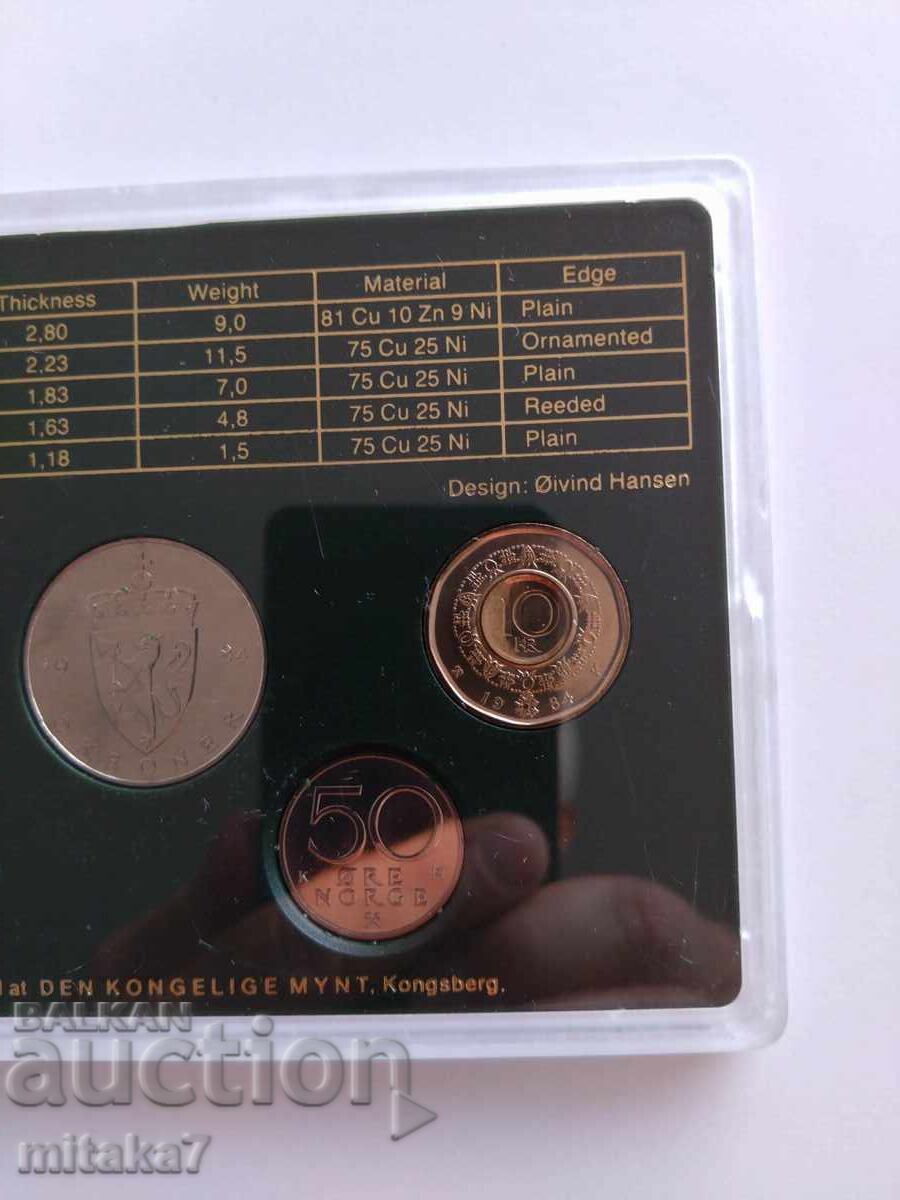 Thickness Weight Material Edge
2,80 9,0 81 Cu 10 Zn 9 Ni Plain
2,23 11,5 75 Cu 25 Ni Ornamented
1,83 7,0 75 Cu 25 Ni Plain
1,63 4,8 75 Cu 25 Ni Reeded
1,18 1,5 75 Cu 25 Ni Plain
Design: Øivind Hansen
10
KR
1984
50
ØRE
NORGE
at DEN KONGELIGE MYNT, Kongsberg.
BALKAN
auction
mitaka7